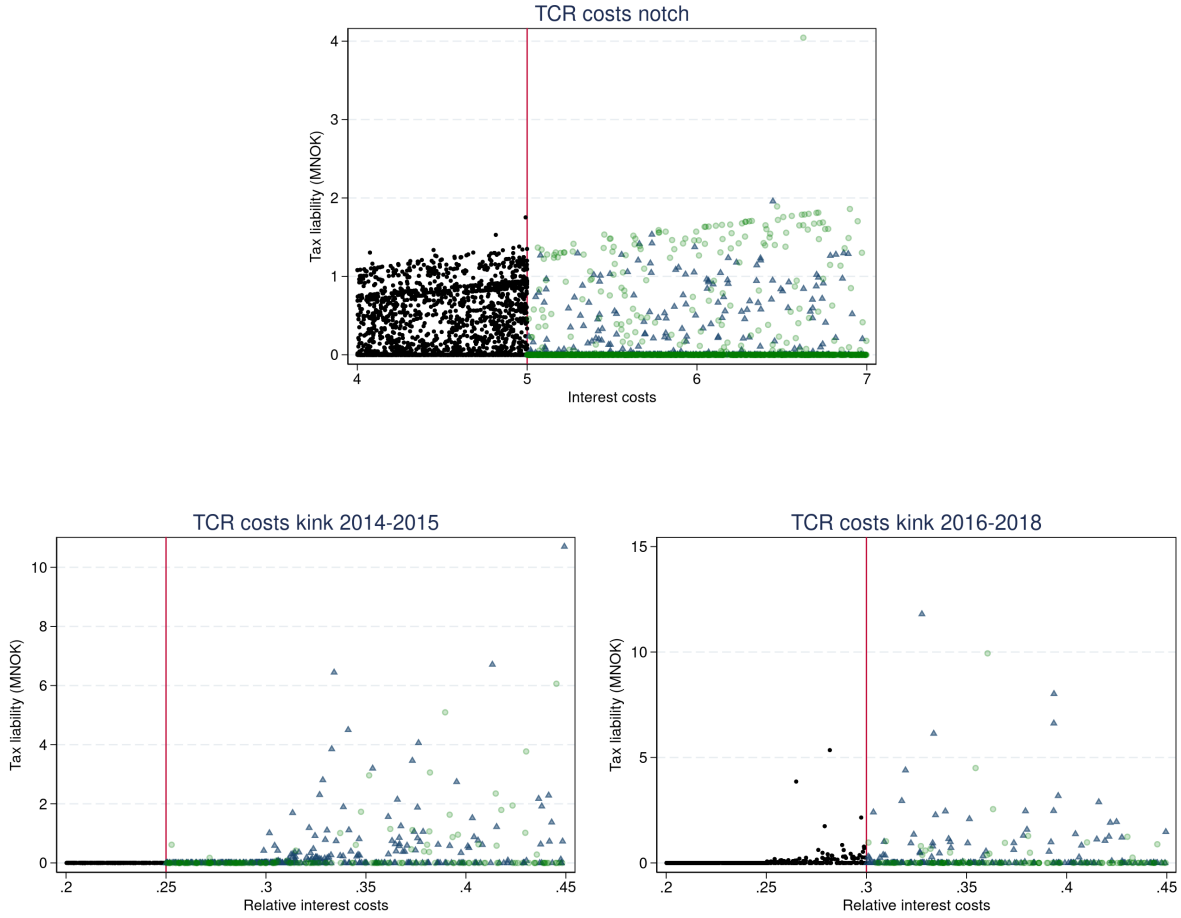 TCR costs notch
Tax liability (MNOK)
4
3
2
1
0
4 5 6 7
Interest costs
TCR costs kink 2014-2015
Tax liability (MNOK)
10
8
6
4
2
0
.2 .25 .3 .35 .4 .45
Relative interest costs
TCR costs kink 2016-2018
Tax liability (MNOK)
15
10
5
0
.2 .25 .3 .35 .4 .45
Relative interest costs